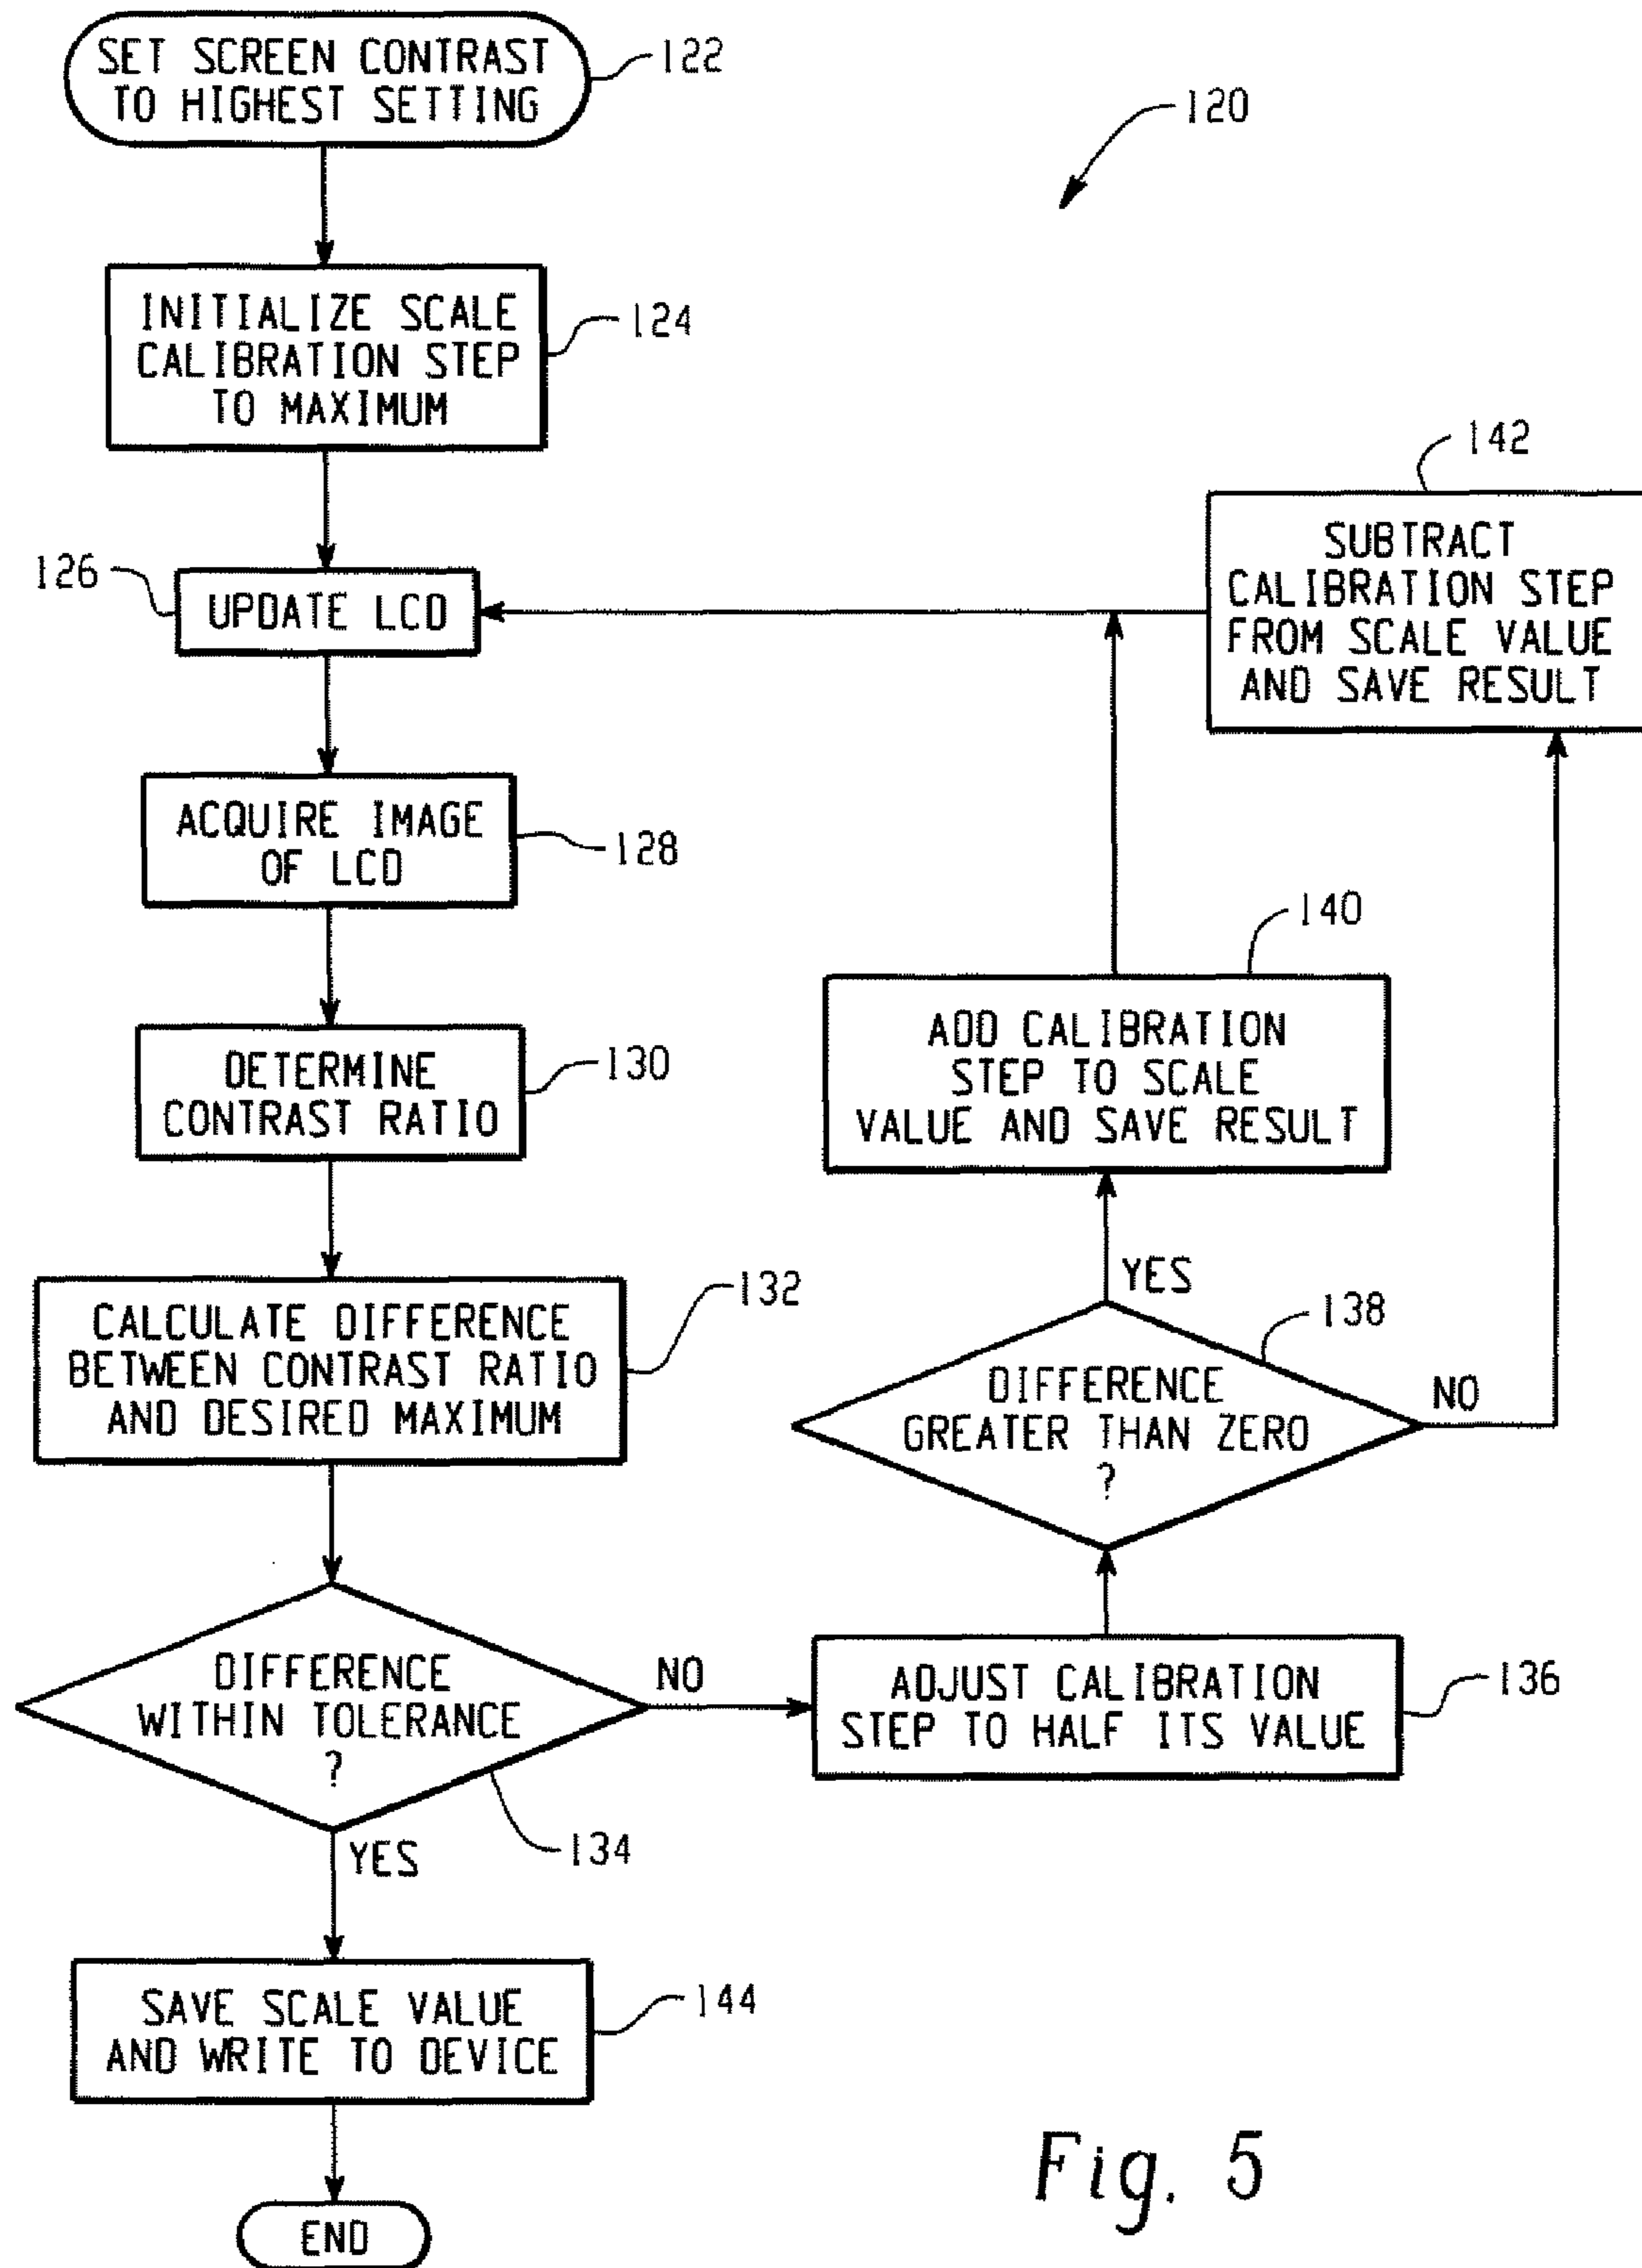 SET SCREEN CONTRAST
TO HIGHEST SETTING
122
120
INITIALIZE SCALE
CALIBRATION STEP
TO MAXIMUM
124
142
SUBTRACT
CALIBRATION STEP
FROM SCALE VALUE
AND SAVE RESULT
126
UPDATE LCD
ACQUIRE IMAGE
OF LCD
128
140
ADD CALIBRATION
STEP TO SCALE
VALUE AND SAVE RESULT
DETERMINE
CONTRAST RATIO
130
YES
132
CALCULATE DIFFERENCE
BETWEEN CONTRAST RATIO
AND DESIRED MAXIMUM
138
DIFFERENCE
GREATER THAN ZERO
?
NO
DIFFERENCE
WITHIN TOLERANCE
?
NO
ADJUST CALIBRATION
STEP TO HALF ITS VALUE
136
134
YES
SAVE SCALE VALUE
AND WRITE TO DEVICE
144
END
Fig. 5